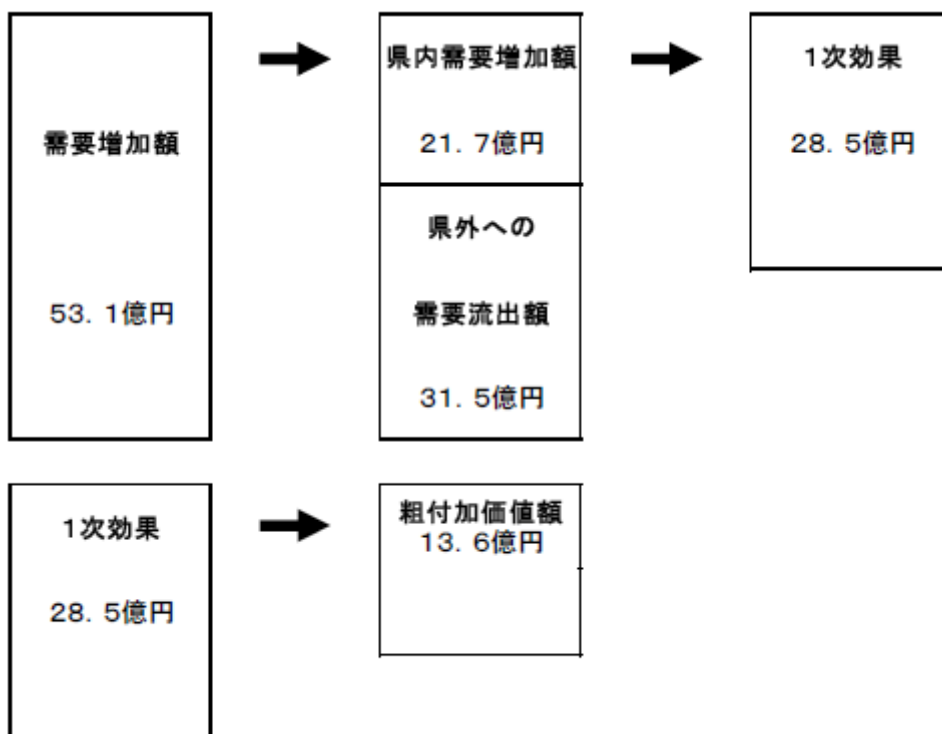 需要増加額
53. 1億円
県内需要増加額
21. 7億円
県外への
需要流出額
31. 5億円
1次効果
28. 5億円
1次効果
28. 5億円
粗付加価値額
13. 6億円